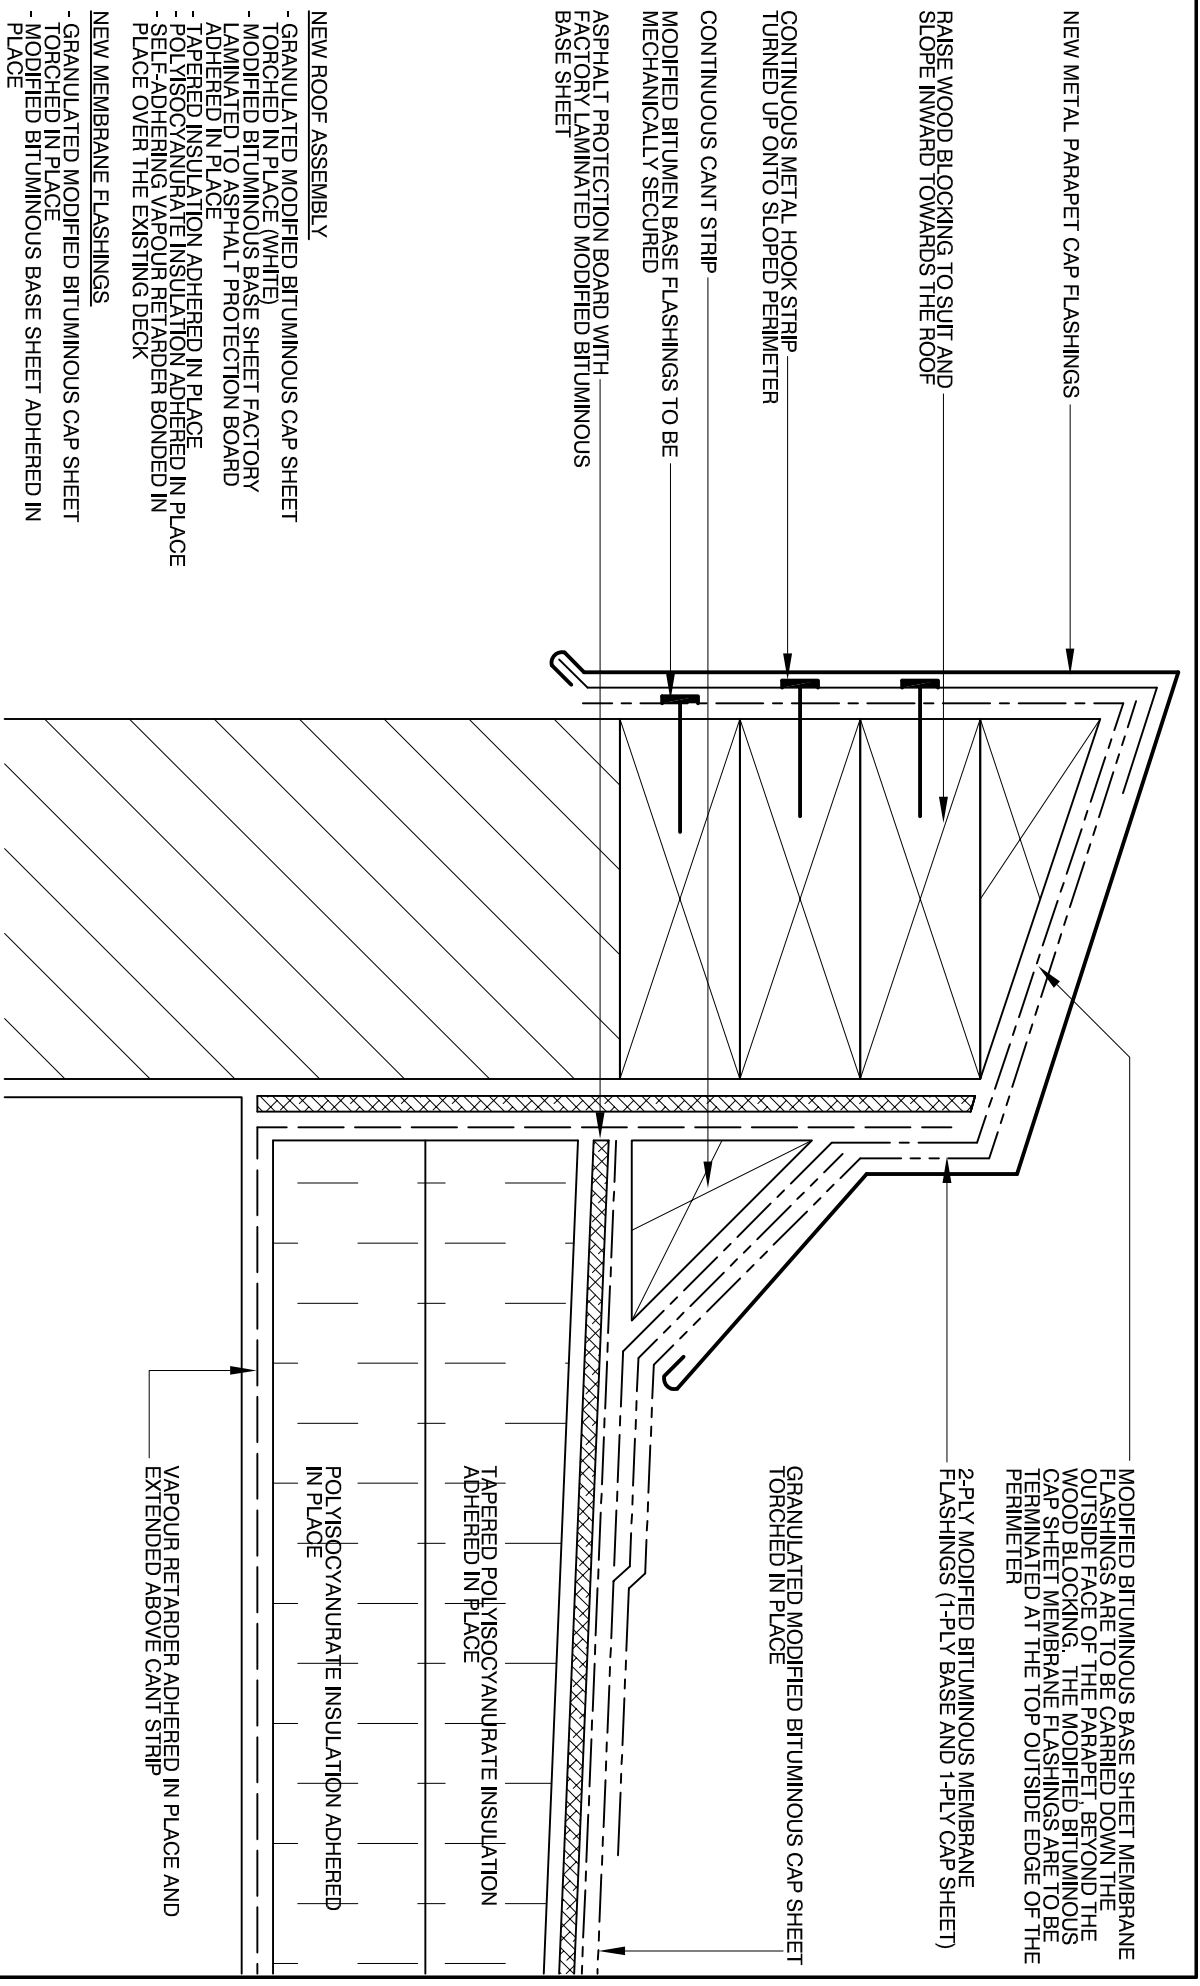 NEW METAL PARAPET CAP FLASHINGS
RAISE WOOD BLOCKING TO SUIT AND
SLOPE INWARD TOWARDS THE ROOF
CONTINUOUS METAL HOOK STRIP
TURNED UP ONTO SLOPED PERIMETER
CONTINUOUS CANT STRIP
MODIFIED BITUMEN BASE FLASHINGS TO BE
MECHANICALLY SECURED
ASPHALT PROTECTION BOARD WITH
FACTORY LAMINATED MODIFIED BITUMINOUS
BASE SHEET
NEW ROOF ASSEMBLY
- GRANULATED MODIFIED BITUMINOUS CAP SHEET
TORCHED IN PLACE (WHITE)
- MODIFIED BITUMINOUS BASE SHEET FACTORY
LAMINATED TO ASPHALT PROTECTION BOARD
ADHERED IN PLACE
- TAPERED INSULATION ADHERED IN PLACE
- POLYISOCYANURATE INSULATION ADHERED IN PLACE
- SELF-ADHERING VAPOUR RETARDER BONDED IN
PLACE OVER THE EXISTING DECK
NEW MEMBRANE FLASHINGS
- GRANULATED MODIFIED BITUMINOUS CAP SHEET
TORCHED IN PLACE
- MODIFIED BITUMINOUS BASE SHEET ADHERED IN
PLACE
MODIFIED BITUMINOUS BASE SHEET MEMBRANE
FLASHINGS ARE TO BE CARRIED DOWN THE
OUTSIDE FACE OF THE PARAPET, BEYOND THE
WOOD BLOCKING. THE MODIFIED BITUMINOUS
CAP SHEET MEMBRANE FLASHINGS ARE TO BE
TERMINATED AT THE TOP OUTSIDE EDGE OF THE
PERIMETER
2-PLY MODIFIED BITUMINOUS MEMBRANE
FLASHINGS (1-PLY BASE AND 1-PLY CAP SHEET)
GRANULATED MODIFIED BITUMINOUS CAP SHEET
TORCHED IN PLACE
TAPERED POLYISOCYANURATE INSULATION
ADHERED IN PLACE
POLYISOCYANURATE INSULATION ADHERED
IN PLACE
VAPOUR RETARDER ADHERED IN PLACE AND
EXTENDED ABOVE CANT STRIP